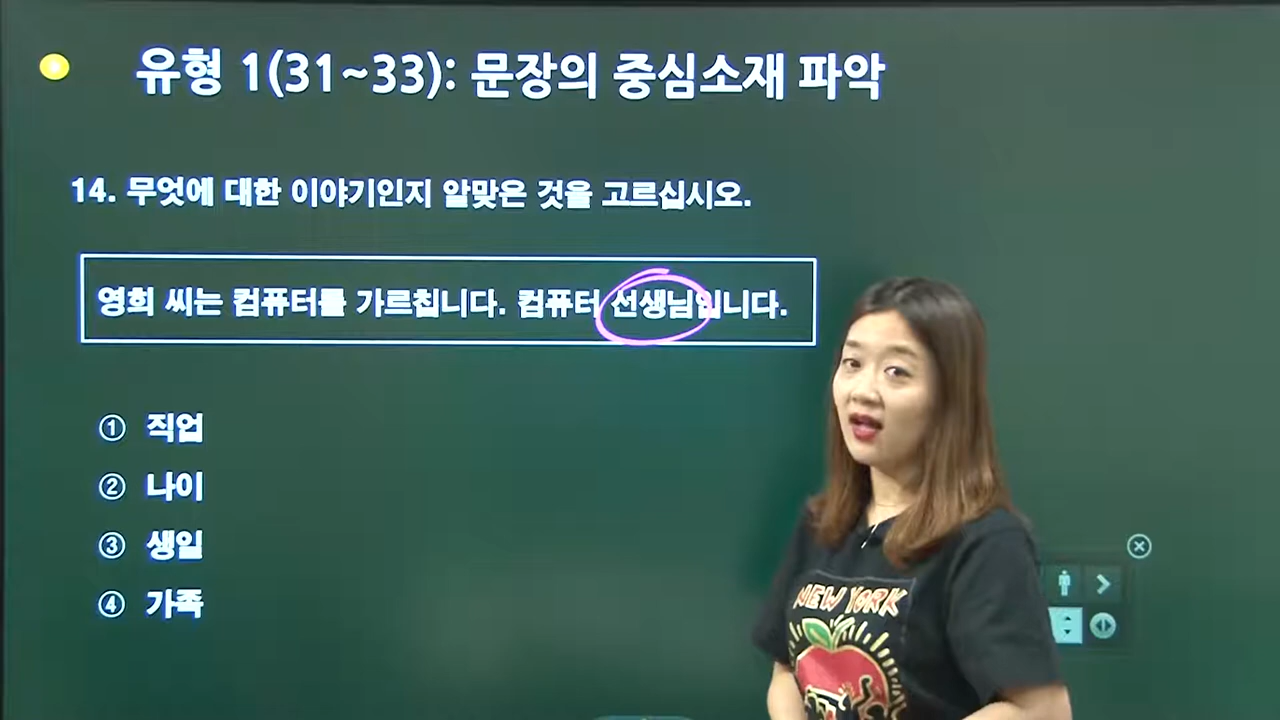 유형 1(31~33): 문장의 중심소재 파악
14. 무엇에 대한 이야기인지 알맞은 것을 고르십시오.
영희 씨는 컴퓨터를 가르칩니다. 컴퓨터 선생님입니다.
① 직업
② 나이
③ 생일
④ 가족
NEW YORK